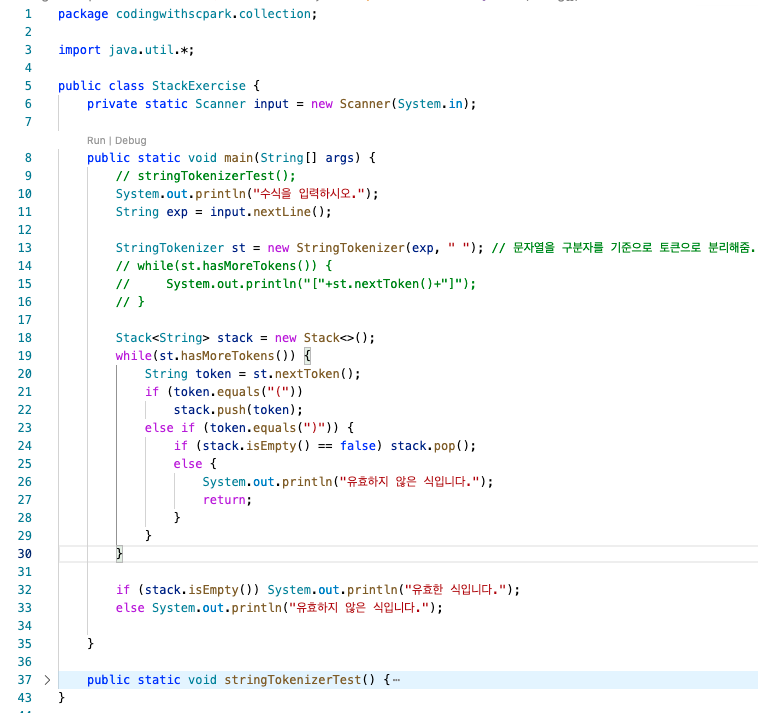 1 package codingwithscpark.collection;
2
3 import java.util.*;
4
5 public class StackExercise {
6 private static Scanner input = new Scanner(System.in);
7
Run | Debug
8 public static void main(String[] args) {
9 // stringTokenizerTest();
10 System.out.println("수식을 입력하시오.");
11 String exp = input.nextLine();
12
13 StringTokenizer st = new StringTokenizer(exp, " "); // 문자열을 구분자를 기준으로 토큰으로 분리해줌.
14 // while(st.hasMoreTokens()) {
15 //     System.out.println("["+st.nextToken()+"]");
16 // }
17
18 Stack<String> stack = new Stack<>();
19 while(st.hasMoreTokens()) {
20 String token = st.nextToken();
21 if (token.equals("("))
22 stack.push(token);
23 else if (token.equals(")")) {
24 if (stack.isEmpty() == false) stack.pop();
25 else {
26 System.out.println("유효하지 않은 식입니다.");
27 return;
28 }
29 }
30 }
31
32 if (stack.isEmpty()) System.out.println("유효한 식입니다.");
33 else System.out.println("유효하지 않은 식입니다.");
34
35 }
36
37 public static void stringTokenizerTest() {⋯
43 }